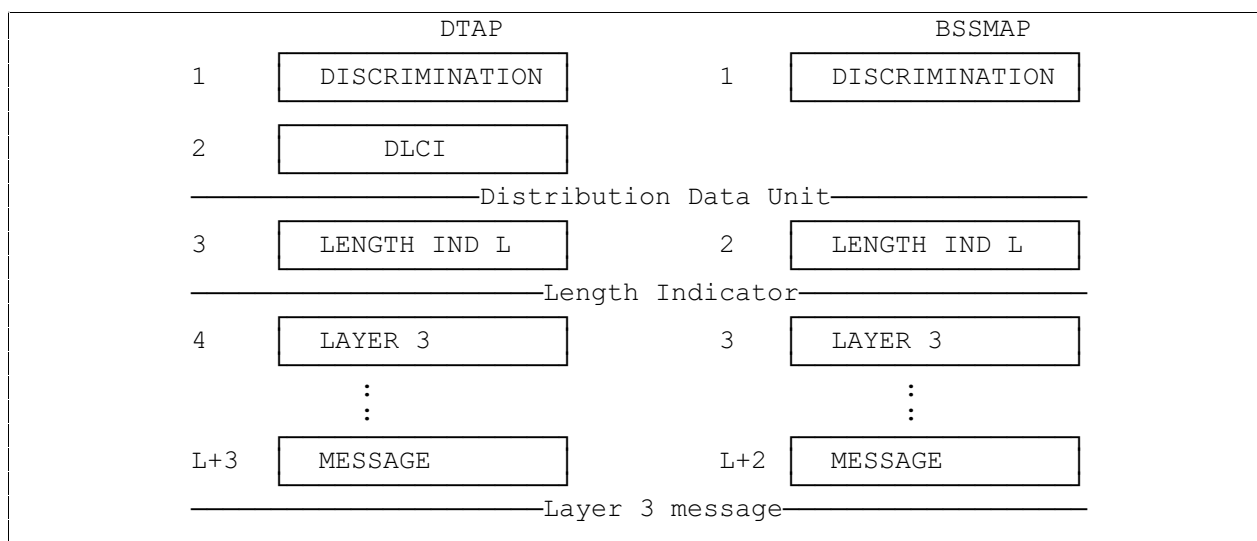 DTAP BSSMAP
1 DISCRIMINATION 1 DISCRIMINATION
2 DLCI
Distribution Data Unit
3 LENGTH IND L 2 LENGTH IND L
Length Indicator
4 LAYER 3 3 LAYER 3
: :
: :
L+3 MESSAGE L+2 MESSAGE
Layer 3 message